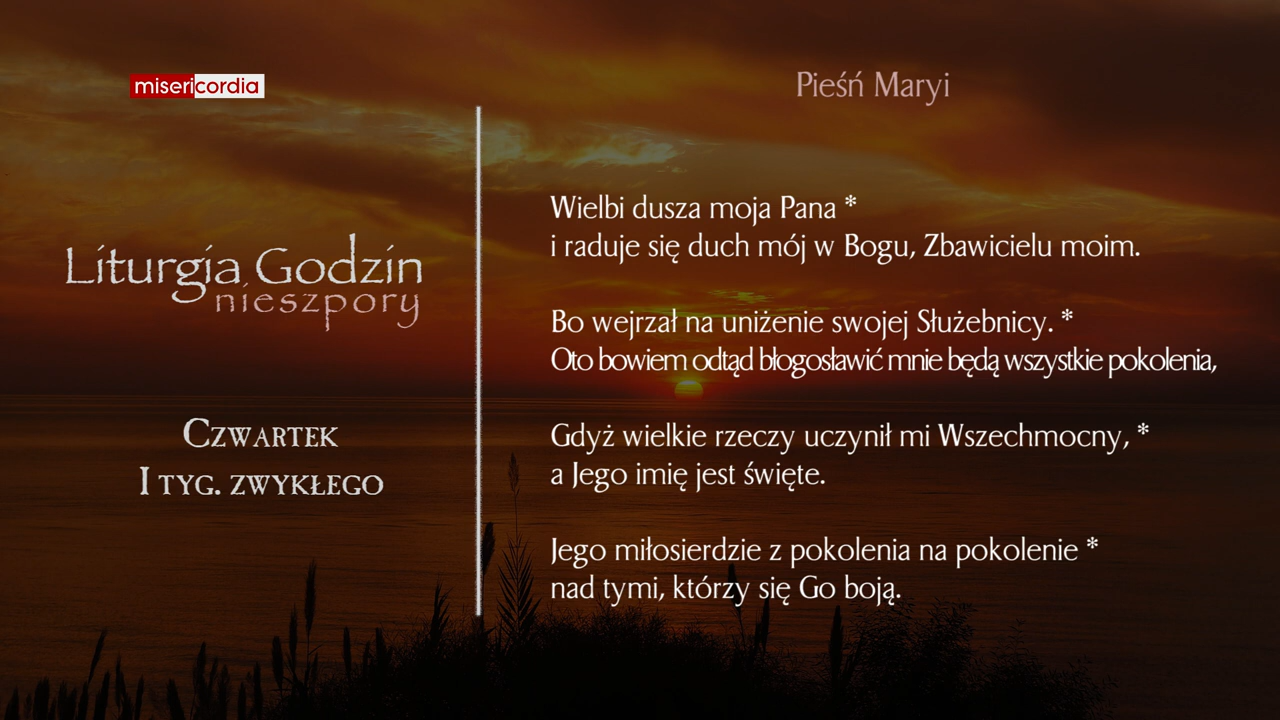 misericordia
Liturgia Godzin
nieszpory
Czwartek
I tyg. zwykłego
Pieśń Maryi
Wielbi dusza moja Pana *
i raduje się duch mój w Bogu, Zbawicielu moim.
Bo wejrzał na uniżenie swojej Służebnicy. *
Oto bowiem odtąd błogosławić mnie będą wszystkie pokolenia,
Gdyż wielkie rzeczy uczynił mi Wszechmocny, *
a Jego imię jest święte.
Jego miłosierdzie z pokolenia na pokolenie *
nad tymi, którzy się Go boją.